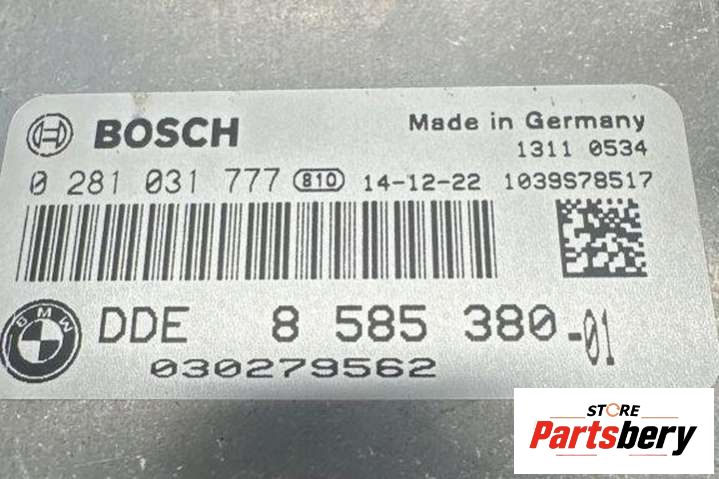 BOSCH
Made in Germany
1311 0534
0 281 031 777 810 14-12-22 1039S78517
BMW
DDE 8 585 380-01
030279562
STORE
Partsbery